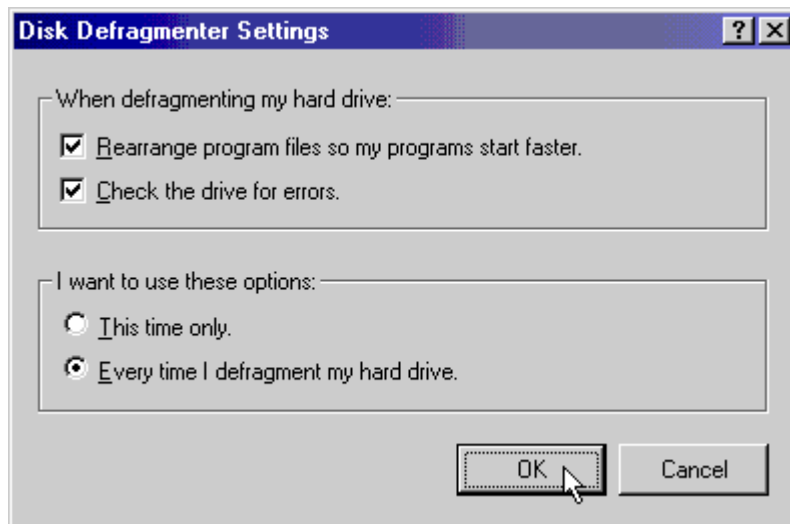 Disk Defragmenter Settings
When defragmenting my hard drive:
Rearrange program files so my programs start faster.
Check the drive for errors.
I want to use these options:
This time only.
Every time I defragment my hard drive.
OK
Cancel